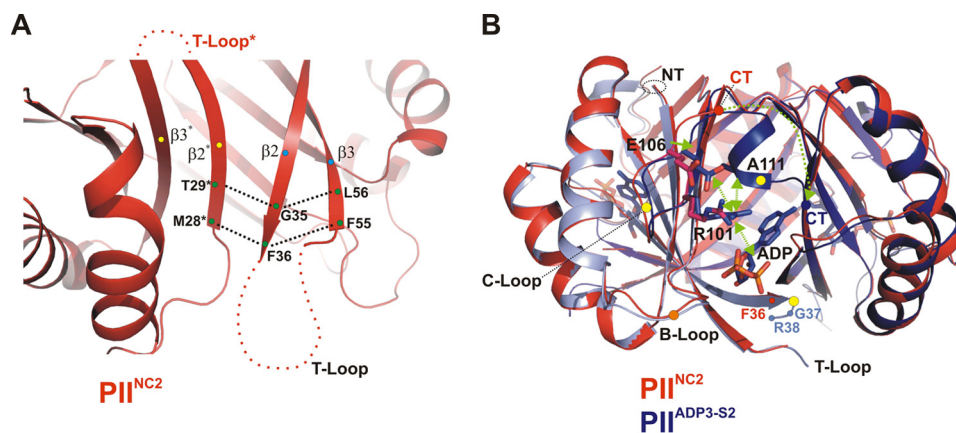 A
T-Loop*
β3*
β2*
β2
β3
T29*
L56
G35
M28*
F55
F36
T-Loop
PII^NC2
B
NT
CT
E106
A111
R101
CT
ADP
C-Loop
F36
G37
R38
B-Loop
T-Loop
PII^NC2
PII^ADP3-S2